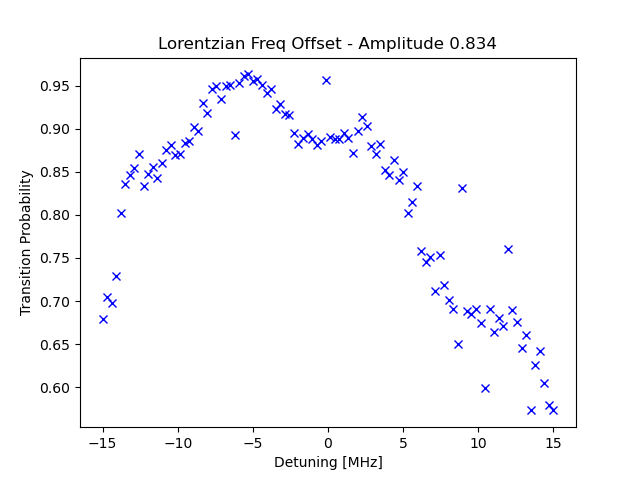 Lorentzian Freq Offset - Amplitude 0.834
Transition Probability
0.95
0.90
0.85
0.80
0.75
0.70
0.65
0.60
−15 −10 −5 0 5 10 15
Detuning [MHz]